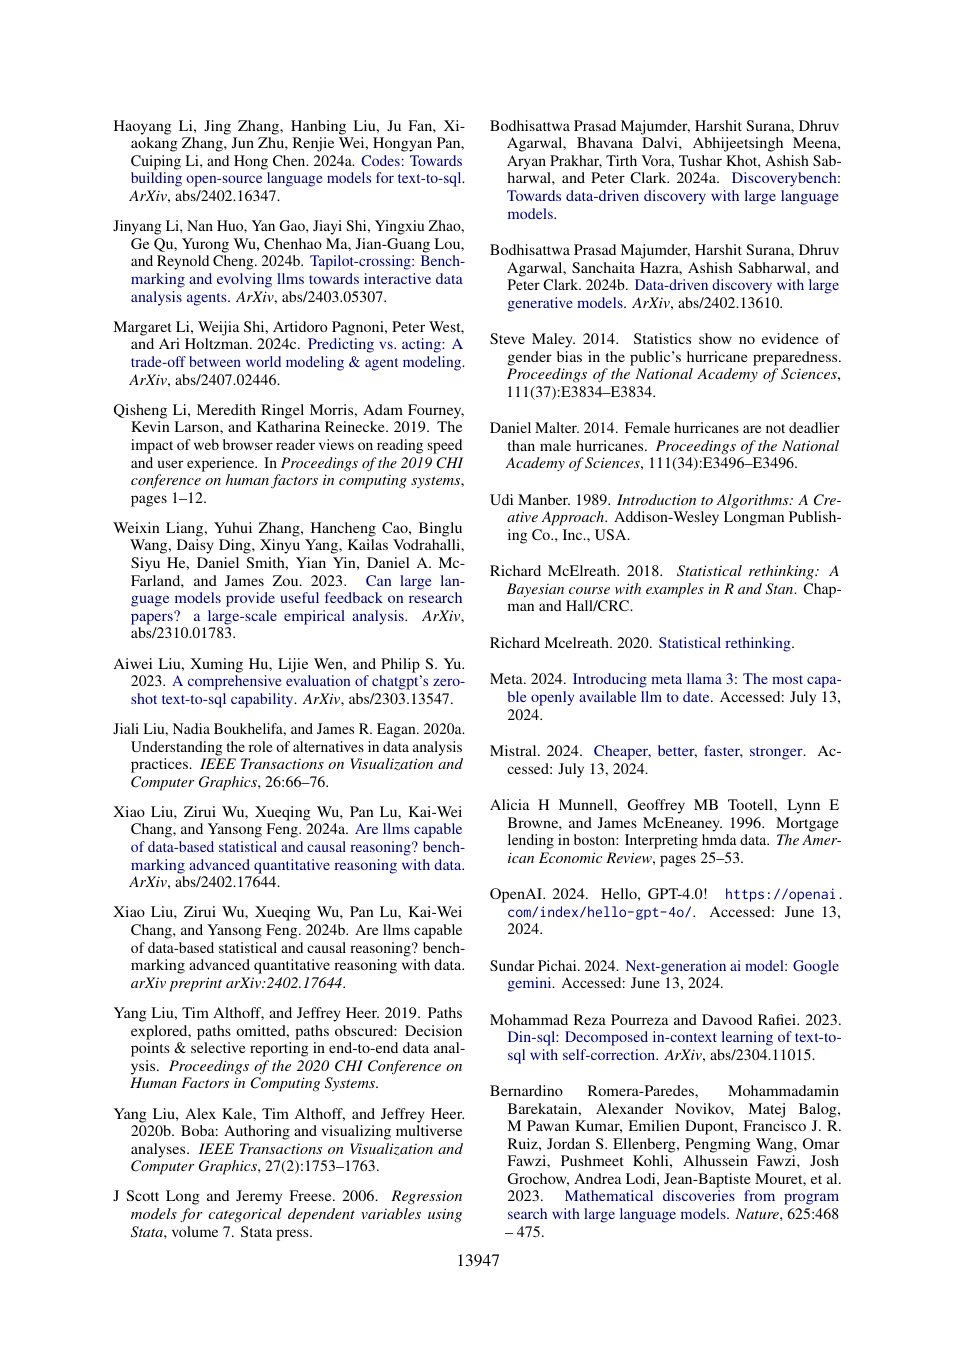 Haoyang Li, Jing Zhang, Hanbing Liu, Ju Fan, Xi-
aokang Zhang, Jun Zhu, Renjie Wei, Hongyan Pan,
Cuiping Li, and Hong Chen. 2024a. Codes: Towards
building open-source language models for text-to-sql.
ArXiv, abs/2402.16347.
Jinyang Li, Nan Huo, Yan Gao, Jiayi Shi, Yingxiu Zhao,
Ge Qu, Yurong Wu, Chenhao Ma, Jian-Guang Lou,
and Reynold Cheng. 2024b. Tapilot-crossing: Bench-
marking and evolving llms towards interactive data
analysis agents. ArXiv, abs/2403.05307.
Margaret Li, Weijia Shi, Artidoro Pagnoni, Peter West,
and Ari Holtzman. 2024c. Predicting vs. acting: A
trade-off between world modeling & agent modeling.
ArXiv, abs/2407.02446.
Qisheng Li, Meredith Ringel Morris, Adam Fourney,
Kevin Larson, and Katharina Reinecke. 2019. The
impact of web browser reader views on reading speed
and user experience. In Proceedings of the 2019 CHI
conference on human factors in computing systems,
pages 1–12.
Weixin Liang, Yuhui Zhang, Hancheng Cao, Binglu
Wang, Daisy Ding, Xinyu Yang, Kailas Vodrahalli,
Siyu He, Daniel Smith, Yian Yin, Daniel A. Mc-
Farland, and James Zou. 2023. Can large lan-
guage models provide useful feedback on research
papers? a large-scale empirical analysis. ArXiv,
abs/2310.01783.
Aiwei Liu, Xuming Hu, Lijie Wen, and Philip S. Yu.
2023. A comprehensive evaluation of chatgpt's zero-
shot text-to-sql capability. ArXiv, abs/2303.13547.
Jiali Liu, Nadia Boukhelifa, and James R. Eagan. 2020a.
Understanding the role of alternatives in data analysis
practices. IEEE Transactions on Visualization and
Computer Graphics, 26:66–76.
Xiao Liu, Zirui Wu, Xueqing Wu, Pan Lu, Kai-Wei
Chang, and Yansong Feng. 2024a. Are llms capable
of data-based statistical and causal reasoning? bench-
marking advanced quantitative reasoning with data.
ArXiv, abs/2402.17644.
Xiao Liu, Zirui Wu, Xueqing Wu, Pan Lu, Kai-Wei
Chang, and Yansong Feng. 2024b. Are llms capable
of data-based statistical and causal reasoning? bench-
marking advanced quantitative reasoning with data.
arXiv preprint arXiv:2402.17644.
Yang Liu, Tim Althoff, and Jeffrey Heer. 2019. Paths
explored, paths omitted, paths obscured: Decision
points & selective reporting in end-to-end data anal-
ysis. Proceedings of the 2020 CHI Conference on
Human Factors in Computing Systems.
Yang Liu, Alex Kale, Tim Althoff, and Jeffrey Heer.
2020b. Boba: Authoring and visualizing multiverse
analyses. IEEE Transactions on Visualization and
Computer Graphics, 27(2):1753–1763.
J Scott Long and Jeremy Freese. 2006. Regression
models for categorical dependent variables using
Stata, volume 7. Stata press.
Bodhisattwa Prasad Majumder, Harshit Surana, Dhruv
Agarwal, Bhavana Dalvi, Abhijeetsingh Meena,
Aryan Prakhar, Tirth Vora, Tushar Khot, Ashish Sab-
harwal, and Peter Clark. 2024a. Discoverybench:
Towards data-driven discovery with large language
models.
Bodhisattwa Prasad Majumder, Harshit Surana, Dhruv
Agarwal, Sanchaita Hazra, Ashish Sabharwal, and
Peter Clark. 2024b. Data-driven discovery with large
generative models. ArXiv, abs/2402.13610.
Steve Maley. 2014. Statistics show no evidence of
gender bias in the public's hurricane preparedness.
Proceedings of the National Academy of Sciences,
111(37):E3834–E3834.
Daniel Malter. 2014. Female hurricanes are not deadlier
than male hurricanes. Proceedings of the National
Academy of Sciences, 111(34):E3496–E3496.
Udi Manber. 1989. Introduction to Algorithms: A Cre-
ative Approach. Addison-Wesley Longman Publish-
ing Co., Inc., USA.
Richard McElreath. 2018. Statistical rethinking: A
Bayesian course with examples in R and Stan. Chap-
man and Hall/CRC.
Richard Mcelreath. 2020. Statistical rethinking.
Meta. 2024. Introducing meta llama 3: The most capa-
ble openly available llm to date. Accessed: July 13,
2024.
Mistral. 2024. Cheaper, better, faster, stronger. Ac-
cessed: July 13, 2024.
Alicia H Munnell, Geoffrey MB Tootell, Lynn E
Browne, and James McEneaney. 1996. Mortgage
lending in boston: Interpreting hmda data. The Amer-
ican Economic Review, pages 25–53.
OpenAI. 2024. Hello, GPT-4.0! https://openai.
com/index/hello-gpt-4o/. Accessed: June 13,
2024.
Sundar Pichai. 2024. Next-generation ai model: Google
gemini. Accessed: June 13, 2024.
Mohammad Reza Pourreza and Davood Rafiei. 2023.
Din-sql: Decomposed in-context learning of text-to-
sql with self-correction. ArXiv, abs/2304.11015.
Bernardino Romera-Paredes, Mohammadamin
Barekatain, Alexander Novikov, Matej Balog,
M Pawan Kumar, Emilien Dupont, Francisco J. R.
Ruiz, Jordan S. Ellenberg, Pengming Wang, Omar
Fawzi, Pushmeet Kohli, Alhussein Fawzi, Josh
Grochow, Andrea Lodi, Jean-Baptiste Mouret, et al.
2023. Mathematical discoveries from program
search with large language models. Nature, 625:468
– 475.
13947